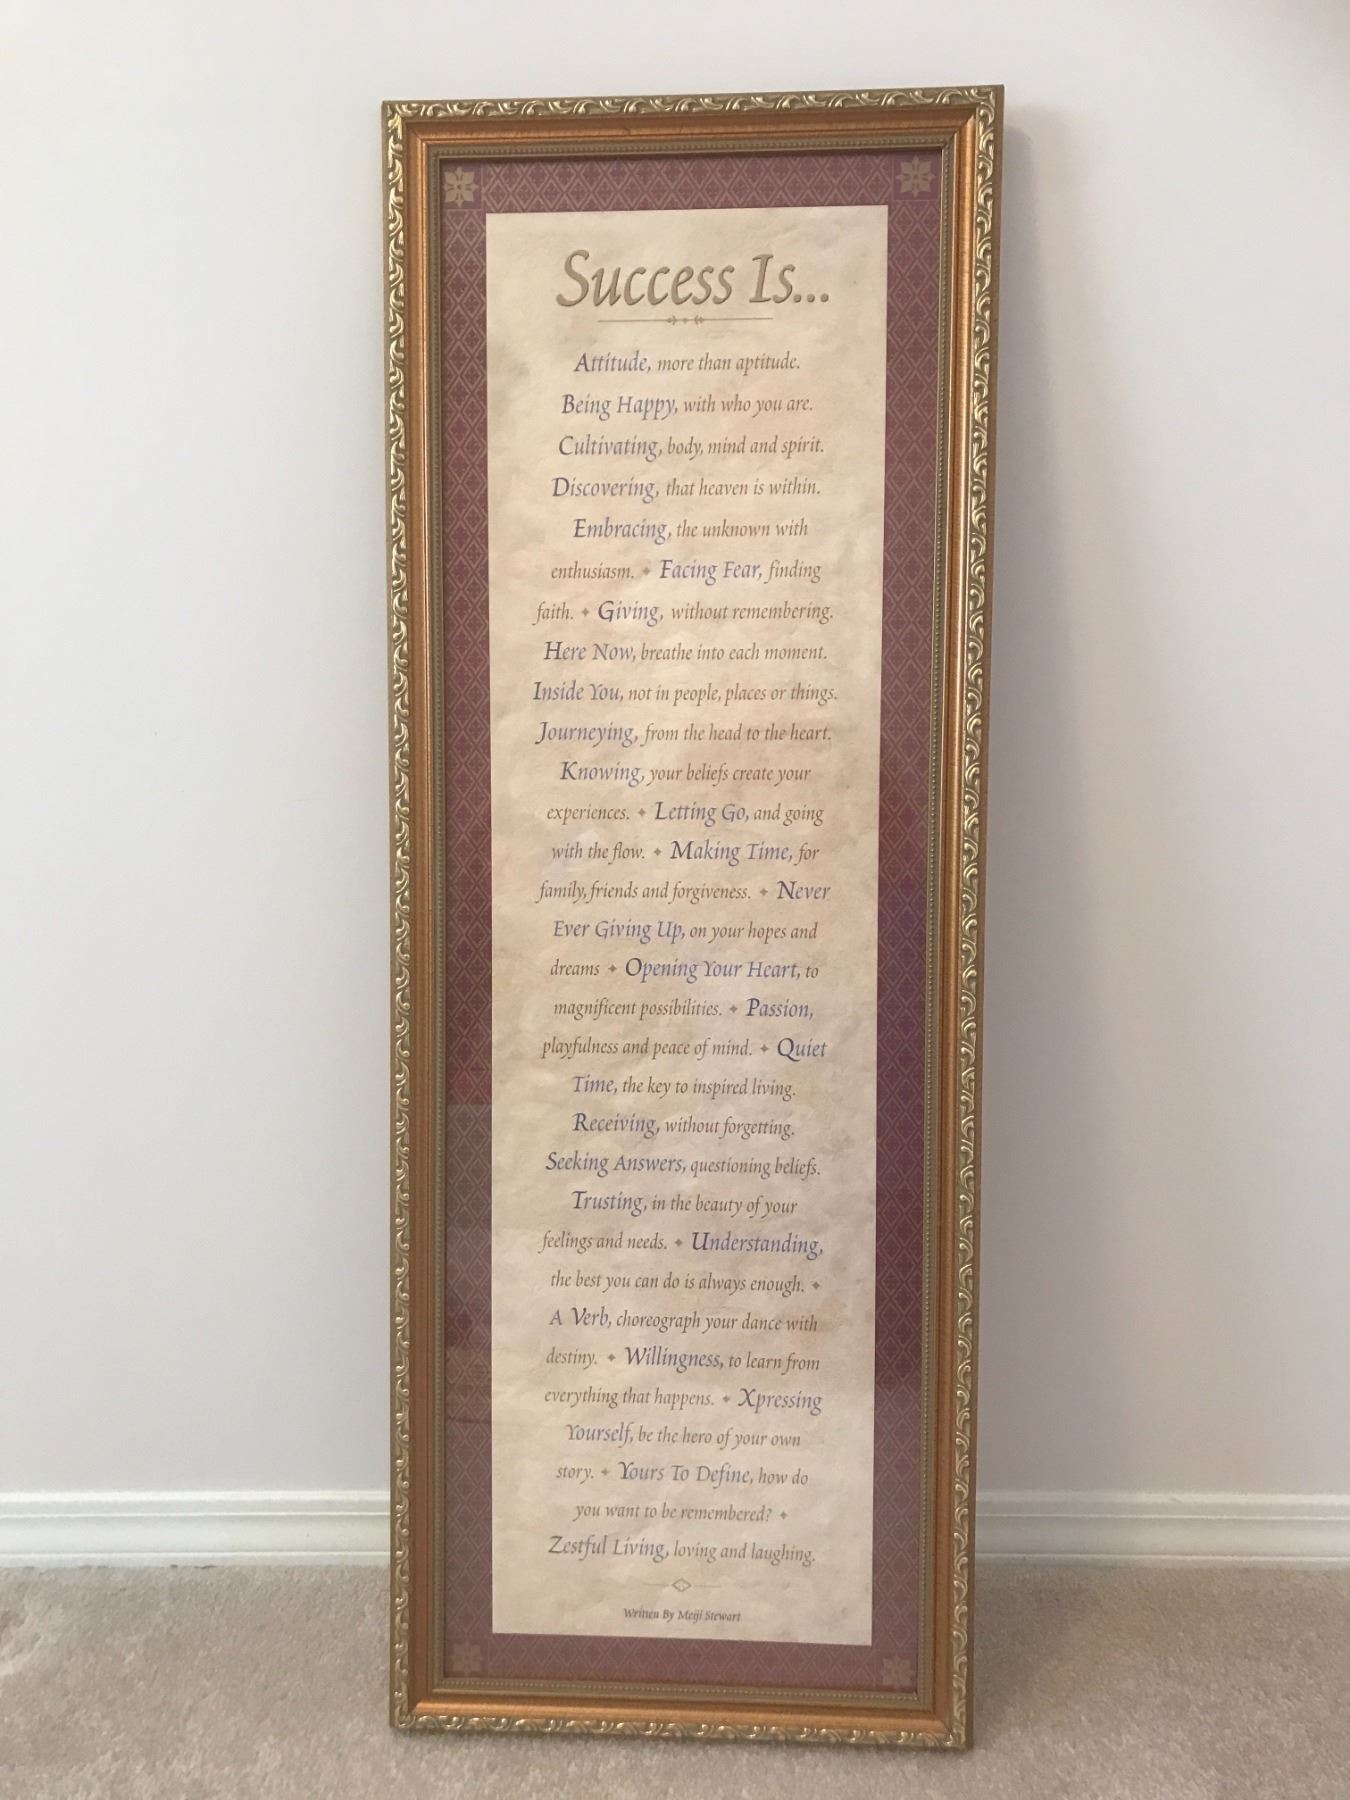 Success Is...
Attitude, more than aptitude.
Being Happy, with who you are.
Cultivating, body, mind and spirit.
Discovering, that heaven is within.
Embracing, the unknown with
enthusiasm. ✦ Facing Fear, finding
faith. ✦ Giving, without remembering.
Here Now, breathe into each moment.
Inside You, not in people, places or things.
Journeying, from the head to the heart.
Knowing, your beliefs create your
experiences. ✦ Letting Go, and going
with the flow. ✦ Making Time, for
family, friends and forgiveness. ✦ Never
Ever Giving Up, on your hopes and
dreams ✦ Opening Your Heart, to
magnificent possibilities. ✦ Passion,
playfulness and peace of mind. ✦ Quiet
Time, the key to inspired living.
Receiving, without forgetting.
Seeking Answers, questioning beliefs.
Trusting, in the beauty of your
feelings and needs. ✦ Understanding,
the best you can do is always enough. ✦
A Verb, choreograph your dance with
destiny. ✦ Willingness, to learn from
everything that happens. ✦ Xpressing
Yourself, be the hero of your own
story. ✦ Yours To Define, how do
you want to be remembered? ✦
Zestful Living, loving and laughing.
Written By Meiji Stewart